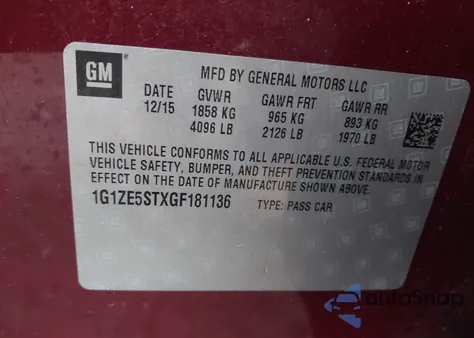 GM
MFD BY GENERAL MOTORS LLC
DATE GVWR GAWR FRT GAWR RR
12/15 1858 KG 965 KG 893 KG
4096 LB 2126 LB 1970 LB
THIS VEHICLE CONFORMS TO ALL APPLICABLE U.S. FEDERAL MOTOR
VEHICLE SAFETY, BUMPER, AND THEFT PREVENTION STANDARDS IN
EFFECT ON THE DATE OF MANUFACTURE SHOWN ABOVE.
1G1ZE5STXGF181136 TYPE: PASS CAR
autoSnap